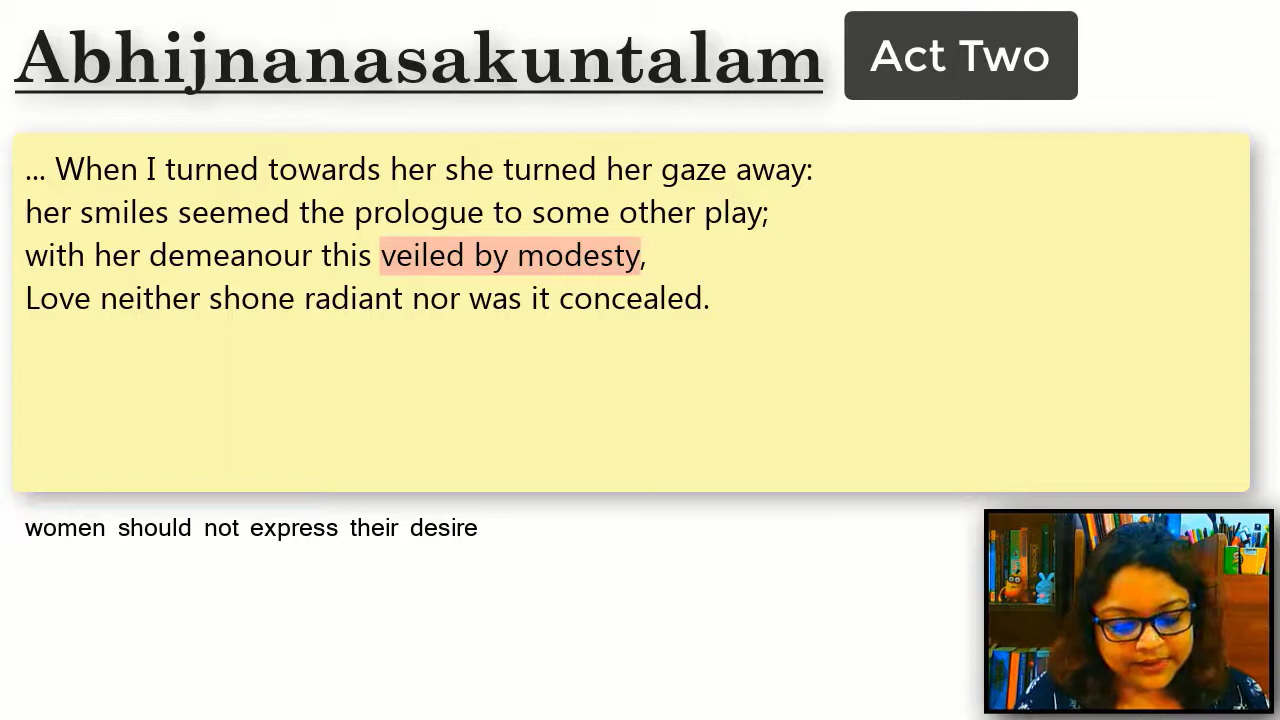 Abhijnanasakuntalam
Act Two
... When I turned towards her she turned her gaze away:
her smiles seemed the prologue to some other play;
with her demeanour this veiled by modesty,
Love neither shone radiant nor was it concealed.
women should not express their desire